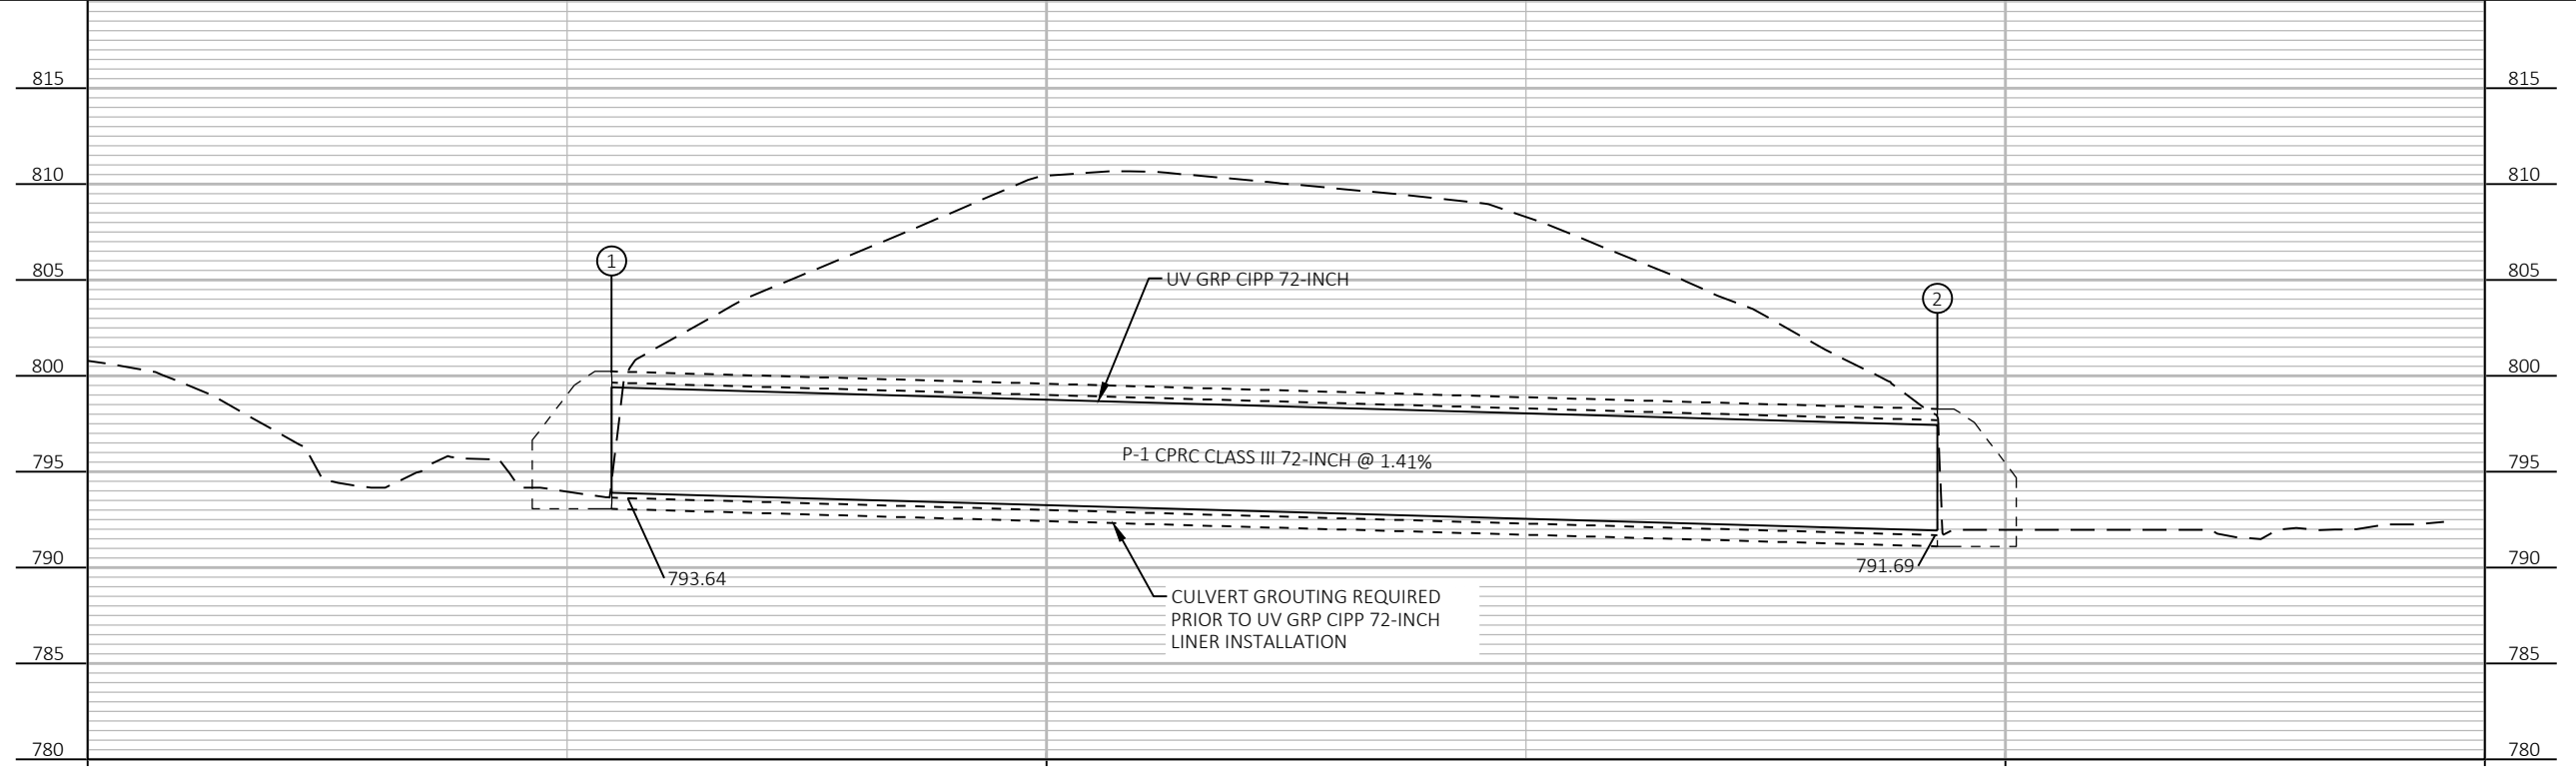 815 815
810 810
1
805 UV GRP CIPP 72-INCH 805
2
800 800
P-1 CPRC CLASS III 72-INCH @ 1.41%
795 795
790 791.69 790
793.64
CULVERT GROUTING REQUIRED
PRIOR TO UV GRP CIPP 72-INCH
LINER INSTALLATION
785 785
780 780